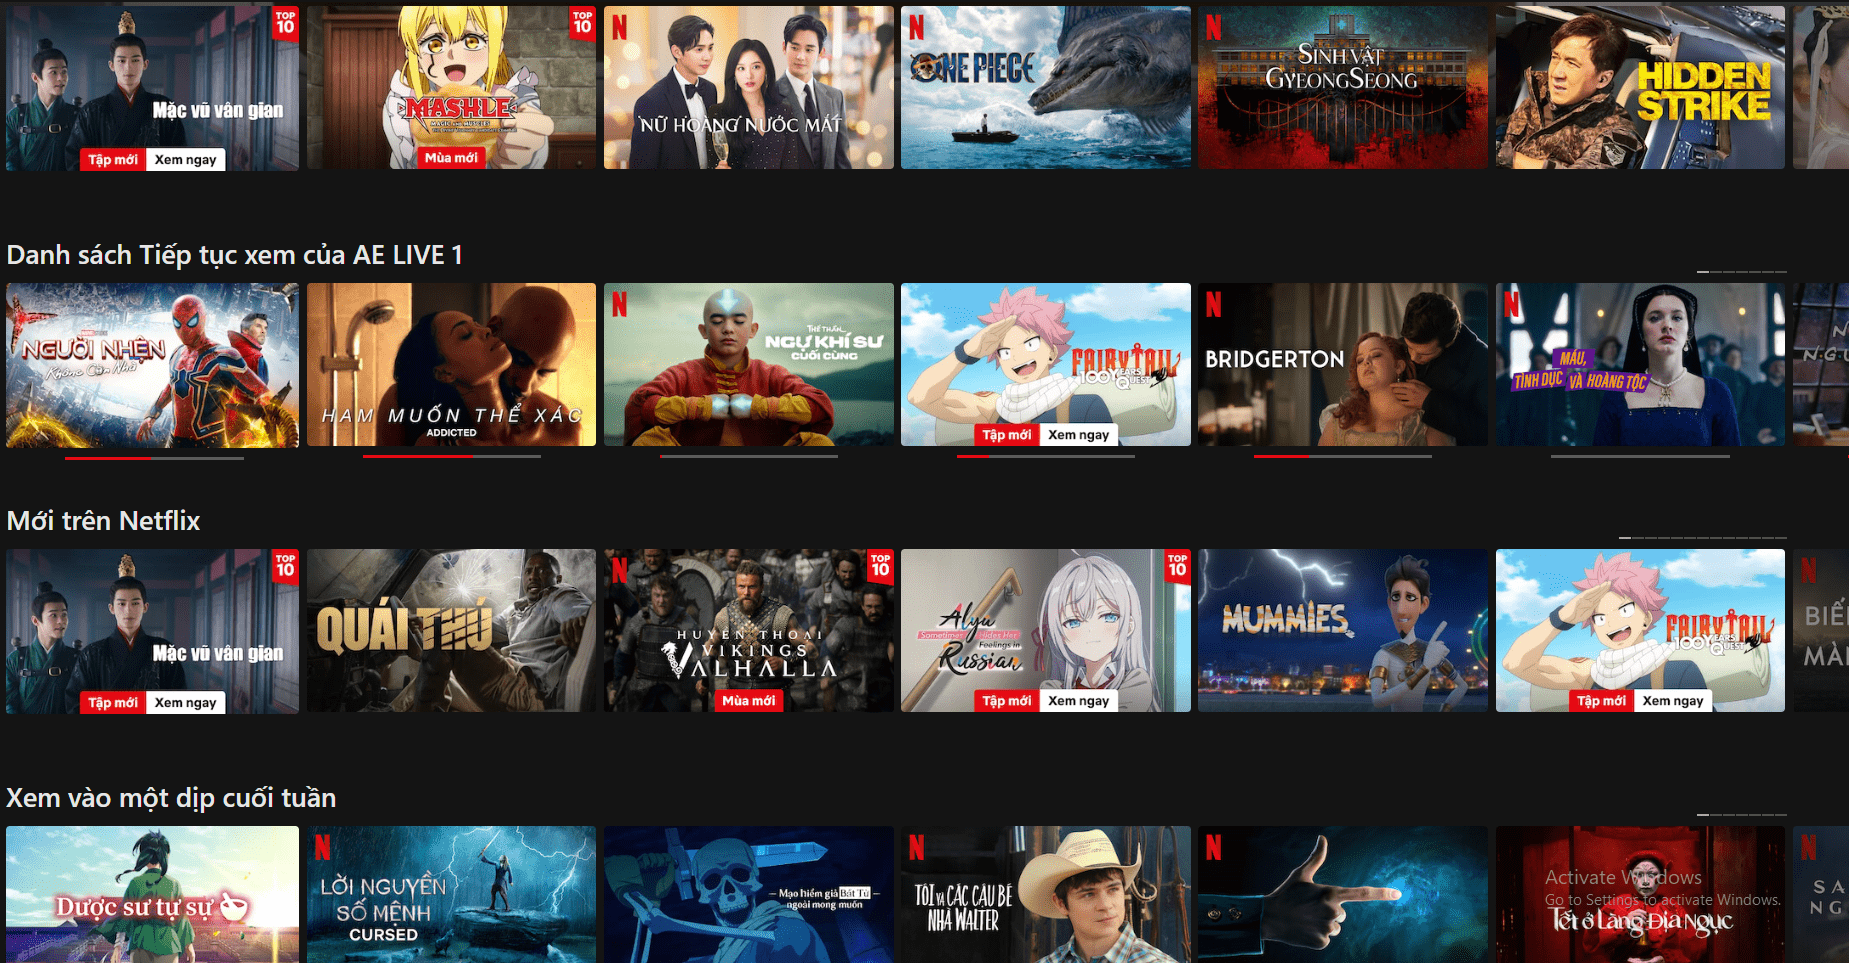 TOP
10
Mặc vũ vân gian
Tập mới Xem ngay
TOP
10
MASHLE
MAGIC AND MUSCLES
Mùa mới
N
NỮ HOÀNG NƯỚC MẮT
N
ONE PIECE
N
SINH VẬT
GYEONGSEONG
HIDDEN
STRIKE
Danh sách Tiếp tục xem của AE LIVE 1
NGƯỜI NHỆN
Không Còn Nhà
HAM MUỐN THỂ XÁC
ADDICTED
N
THẾ THẦN
NGỰ KHÍ SƯ
CUỐI CÙNG
FAIRY TAIL
100 YEARS
QUEST
Tập mới Xem ngay
N
BRIDGERTON
N
MÁU,
TÌNH DỤC VÀ HOÀNG TỘC
Mới trên Netflix
TOP
10
Mặc vũ vân gian
Tập mới Xem ngay
QUÁI THÚ
N
TOP
10
HUYỀN THOẠI
VIKINGS
VALHALLA
Mùa mới
TOP
10
Alya
Sometimes Hides Her
Feelings in
Russian
Tập mới Xem ngay
MUMMIES
FAIRY TAIL
100 YEARS
QUEST
Tập mới Xem ngay
N
Xem vào một dịp cuối tuần
Dược sư tự sự
N
LỜI NGUYỀN
SỐ MỆNH
CURSED
Mạo hiểm giả Bất Tử
ngoài mong muốn
N
TÔI VÀ CÁC CẬU BÉ
NHÀ WALTER
N
Tết ở Làng Địa Ngục
N
Activate Windows
Go to Settings to activate Windows.